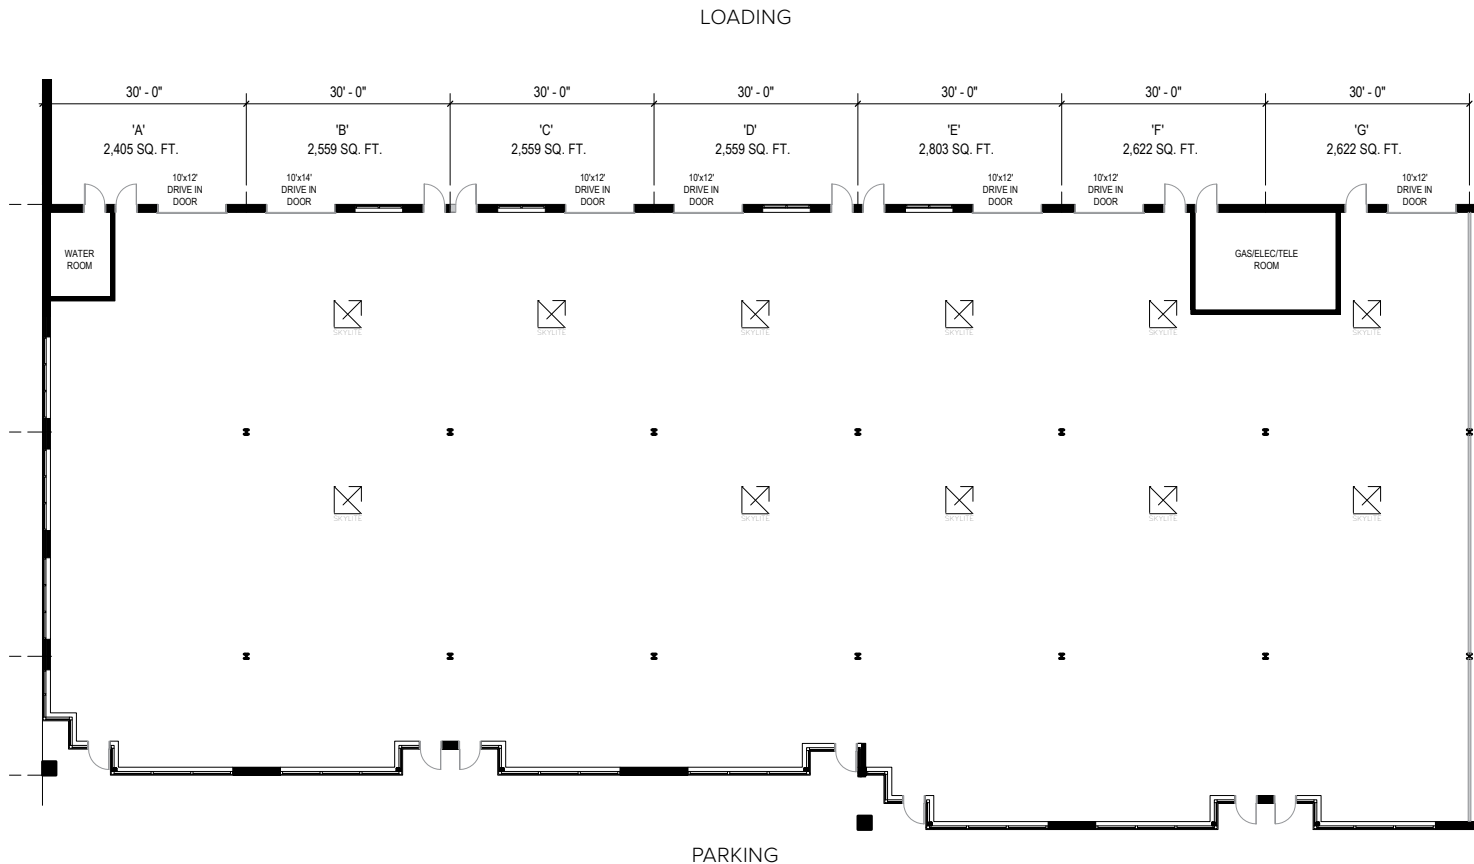 LOADING
30' - 0" 30' - 0" 30' - 0" 30' - 0" 30' - 0" 30' - 0" 30' - 0"
'A' 'B' 'C' 'D' 'E' 'F' 'G'
2,405 SQ. FT. 2,559 SQ. FT. 2,559 SQ. FT. 2,559 SQ. FT. 2,803 SQ. FT. 2,622 SQ. FT. 2,622 SQ. FT.
10'x12' 10'x14' 10'x12' 10'x12' 10'x12' 10'x12' 10'x12'
DRIVE IN DRIVE IN DRIVE IN DRIVE IN DRIVE IN DRIVE IN DRIVE IN
DOOR DOOR DOOR DOOR DOOR DOOR DOOR
WATER GAS/ELEC/TELE
ROOM ROOM
SKYLITE SKYLITE SKYLITE SKYLITE SKYLITE SKYLITE
SKYLITE SKYLITE SKYLITE SKYLITE SKYLITE
PARKING